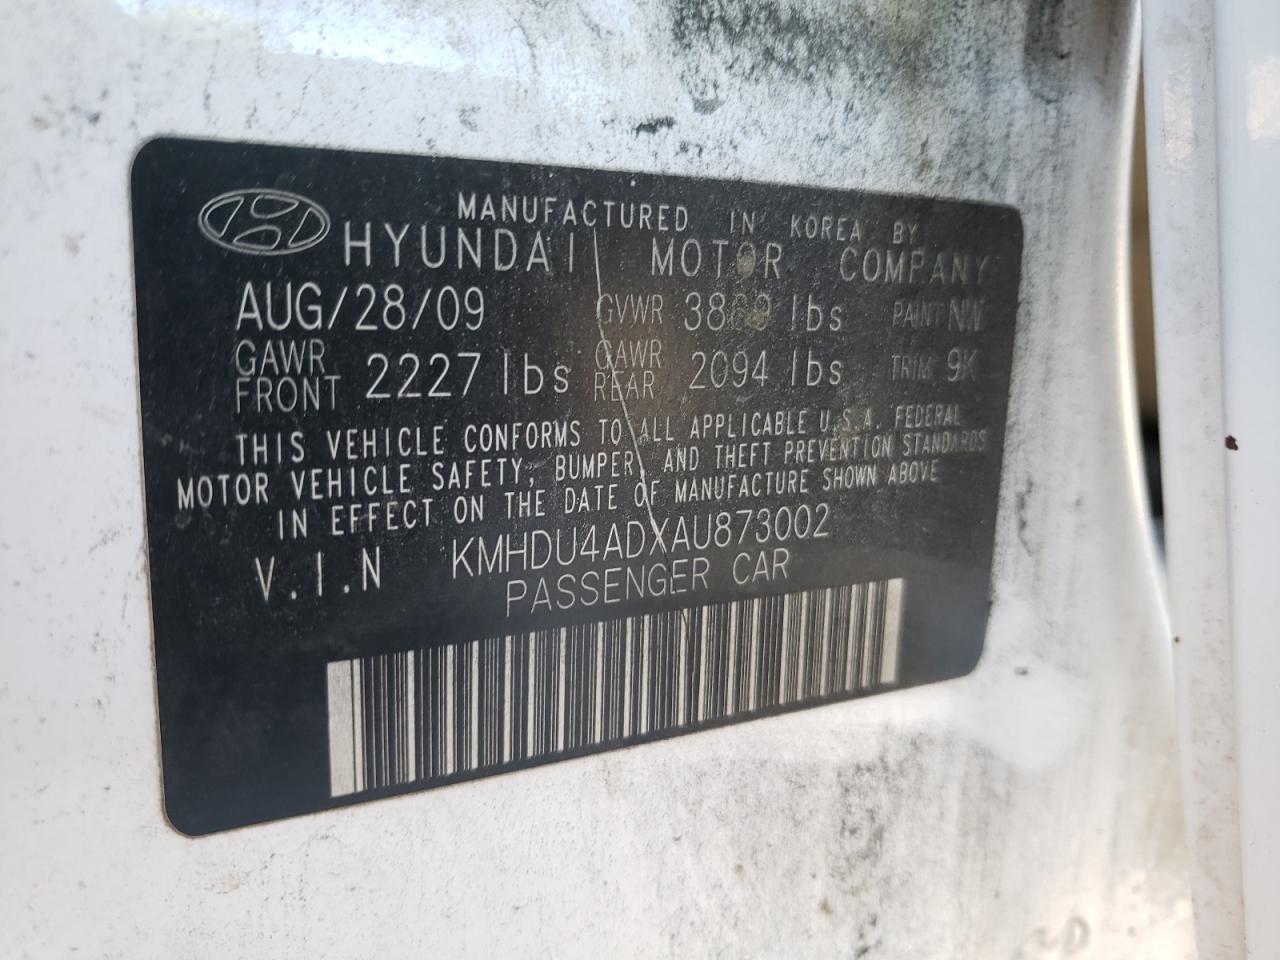 MANUFACTURED IN KOREA BY
HYUNDAI MOTOR COMPANY
AUG/28/09 GVWR lbs PAINT NW
GAWR FRONT 2227 lbs GAWR REAR 2094 lbs TRIM 9K
THIS VEHICLE CONFORMS TO ALL APPLICABLE U.S.A. FEDERAL
MOTOR VEHICLE SAFETY, BUMPER, AND THEFT PREVENTION STANDARDS
IN EFFECT ON THE DATE OF MANUFACTURE SHOWN ABOVE
V.I.N KMHDU4ADXAU873002
PASSENGER CAR